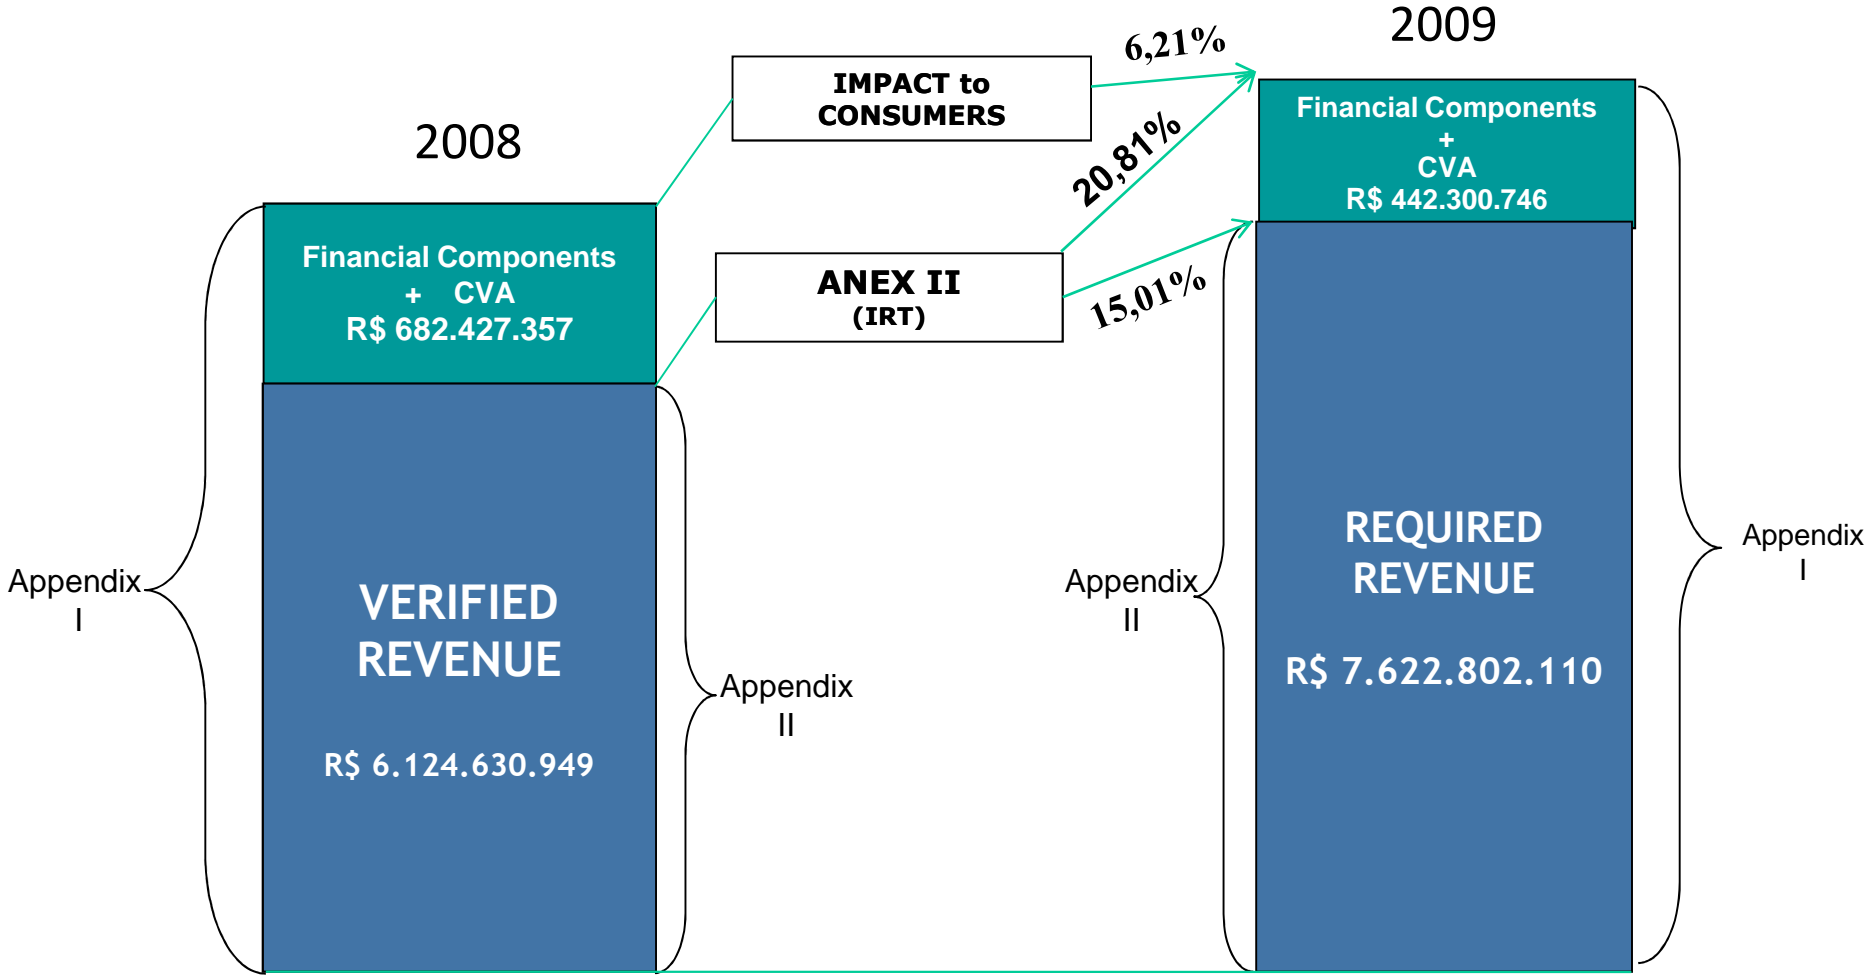 2008
2009
IMPACT to
CONSUMERS
6,21%
20,81%
ANEX II
(IRT)
15,01%
Financial Components
+ CVA
R$ 682.427.357
VERIFIED
REVENUE
R$ 6.124.630.949
Appendix
I
Appendix
II
Financial Components
+
CVA
R$ 442.300.746
REQUIRED
REVENUE
R$ 7.622.802.110
Appendix
II
Appendix
I